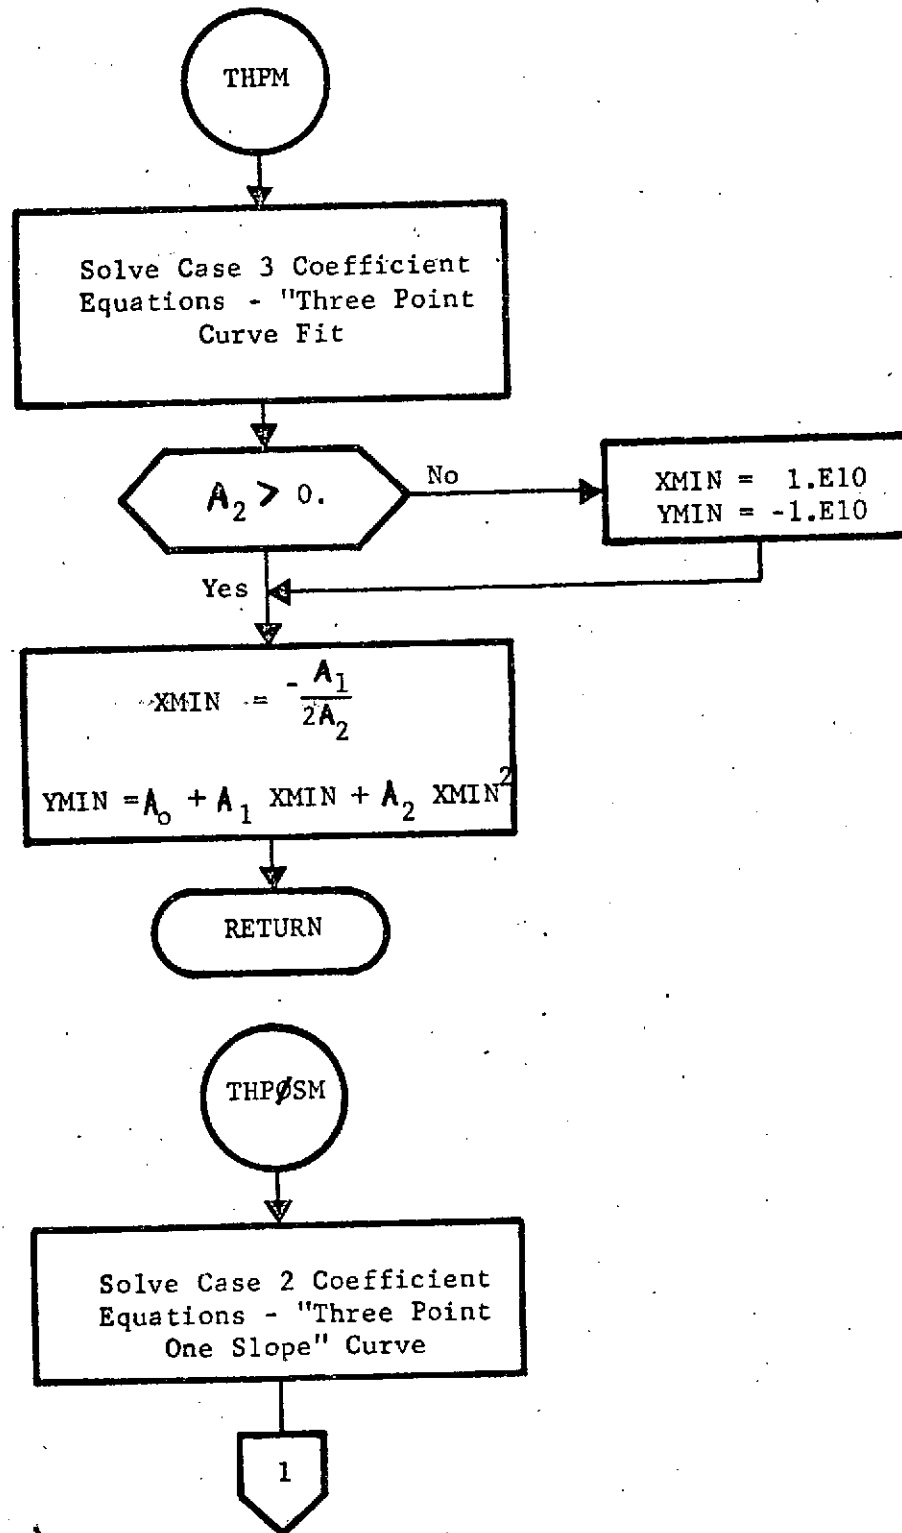 THPM
Solve Case 3 Coefficient
Equations - "Three Point
Curve Fit
A₂ > 0.
No
XMIN = 1.E10
YMIN = -1.E10
Yes
XMIN = -A₁/2A₂
YMIN = A₀ + A₁ XMIN + A₂ XMIN²
RETURN
THPØSM
Solve Case 2 Coefficient
Equations - "Three Point
One Slope" Curve
1